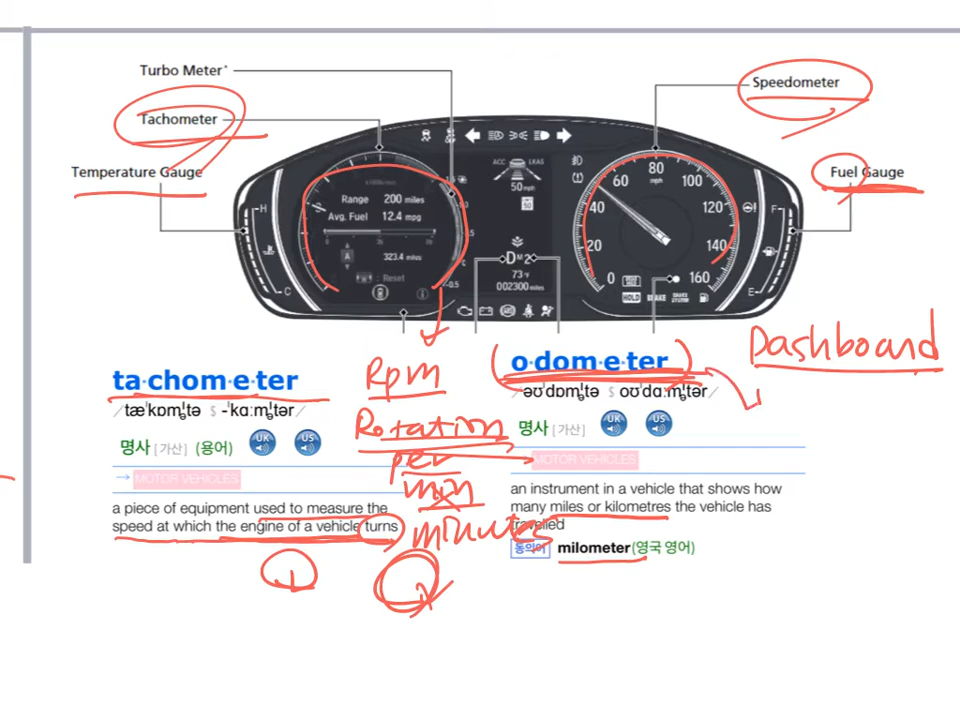 Turbo Meter*
Speedometer
Tachometer
Temperature Gauge
Fuel Gauge
ACC LKAS
50 mph
Range 200 miles
Avg. Fuel 12.4 mpg
A 323.4 miles
: Reset
H
C
D M 2
73 °F
002300 miles
0 20 40 60 80 100 120 140 160
mph
HOLD
F
E
Dashboard
ta·chom·e·ter
명사 [가산] (용어)
UK US
→ MOTOR VEHICLES
a piece of equipment used to measure the
speed at which the engine of a vehicle turns
Rpm
Rotation
per
min
minutes
o·dom·e·ter
명사 [가산]
UK US
MOTOR VEHICLES
an instrument in a vehicle that shows how
many miles or kilometres the vehicle has
travelled
동의어 milometer(영국 영어)